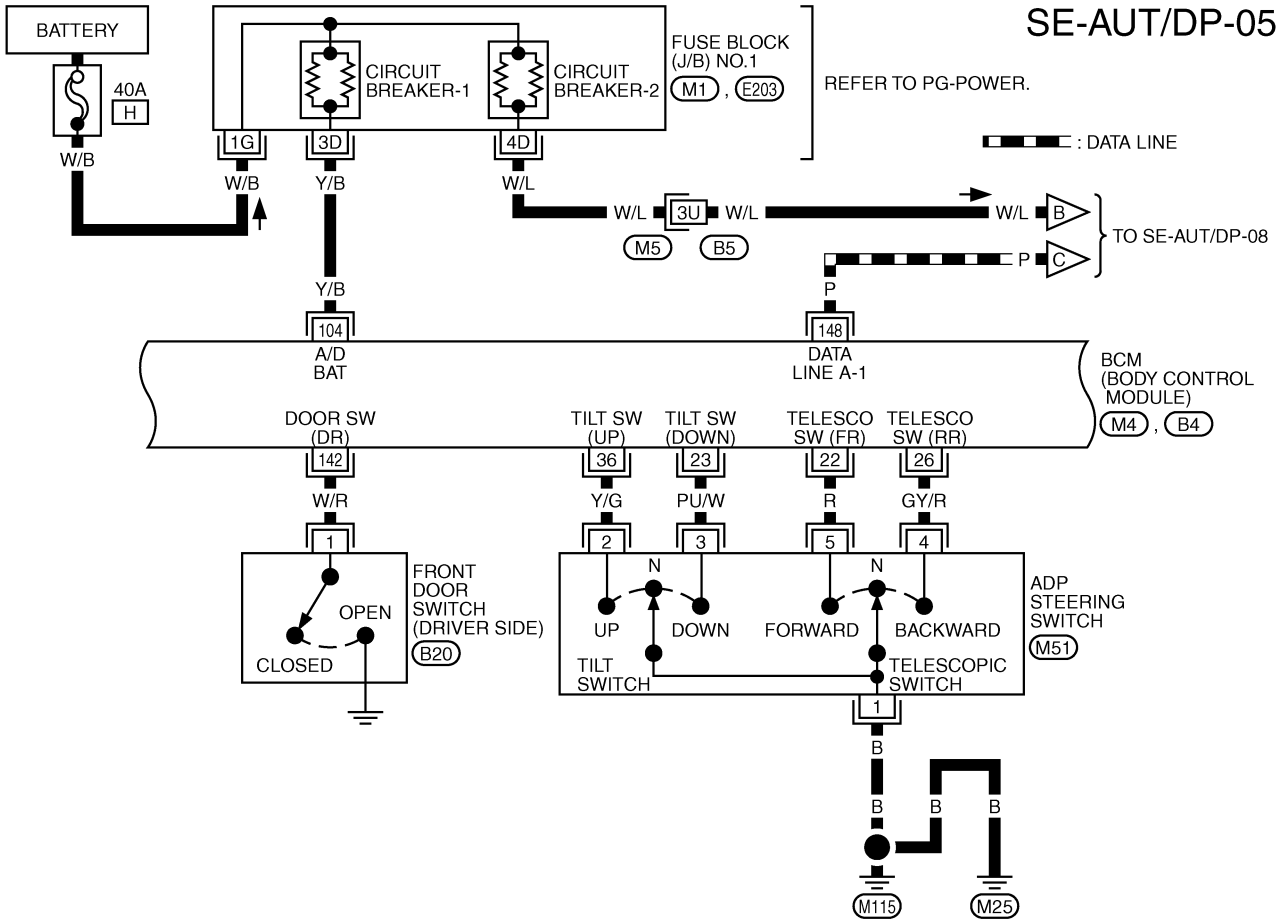 SE-AUT/DP-05
BATTERY
40A
H
W/B
CIRCUIT
BREAKER-1
CIRCUIT
BREAKER-2
FUSE BLOCK
(J/B) NO.1
M1 , E203
REFER TO PG-POWER.
1G
3D
4D
: DATA LINE
W/B
Y/B
W/L
W/L
3U
W/L
W/L
B
M5
B5
TO SE-AUT/DP-08
P
C
Y/B
P
104
148
A/D
BAT
DATA
LINE A-1
BCM
(BODY CONTROL
MODULE)
M4 , B4
DOOR SW
(DR)
TILT SW
(UP)
TILT SW
(DOWN)
TELESCO
SW (FR)
TELESCO
SW (RR)
142
36
23
22
26
W/R
Y/G
PU/W
R
GY/R
1
2
3
5
4
FRONT
DOOR
SWITCH
(DRIVER SIDE)
B20
OPEN
CLOSED
N
UP
DOWN
TILT
SWITCH
N
FORWARD
BACKWARD
TELESCOPIC
SWITCH
ADP
STEERING
SWITCH
M51
1
B
B
B
B
M115
M25